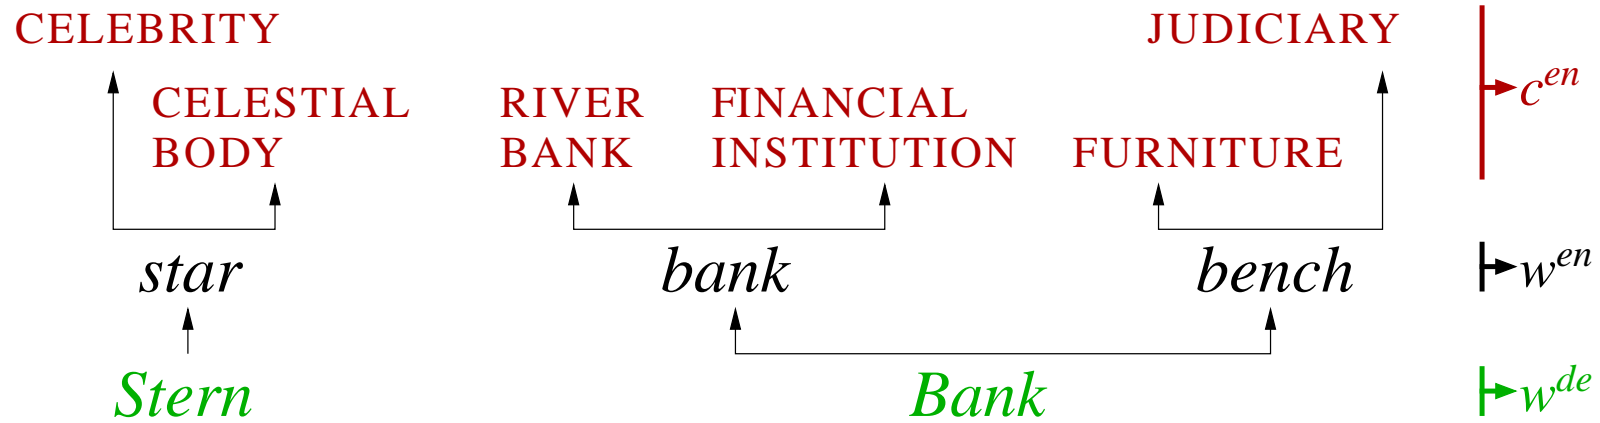 CELEBRITY JUDICIARY
CELESTIAL RIVER FINANCIAL c^en
BODY BANK INSTITUTION FURNITURE
star bank bench w^en
Stern Bank w^de